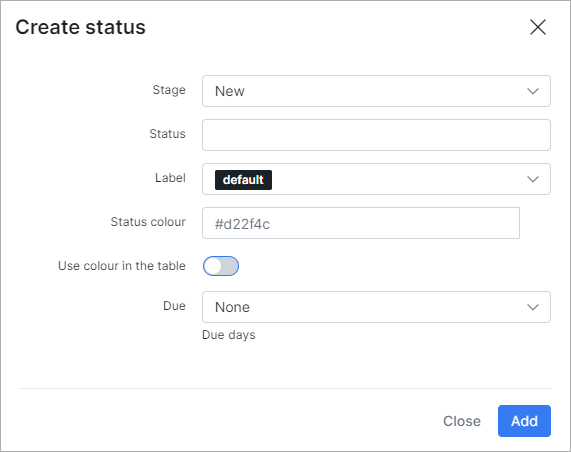 Create status
Stage New
Status
Label default
Status colour #d22f4c
Use colour in the table
Due None
Due days
Close Add